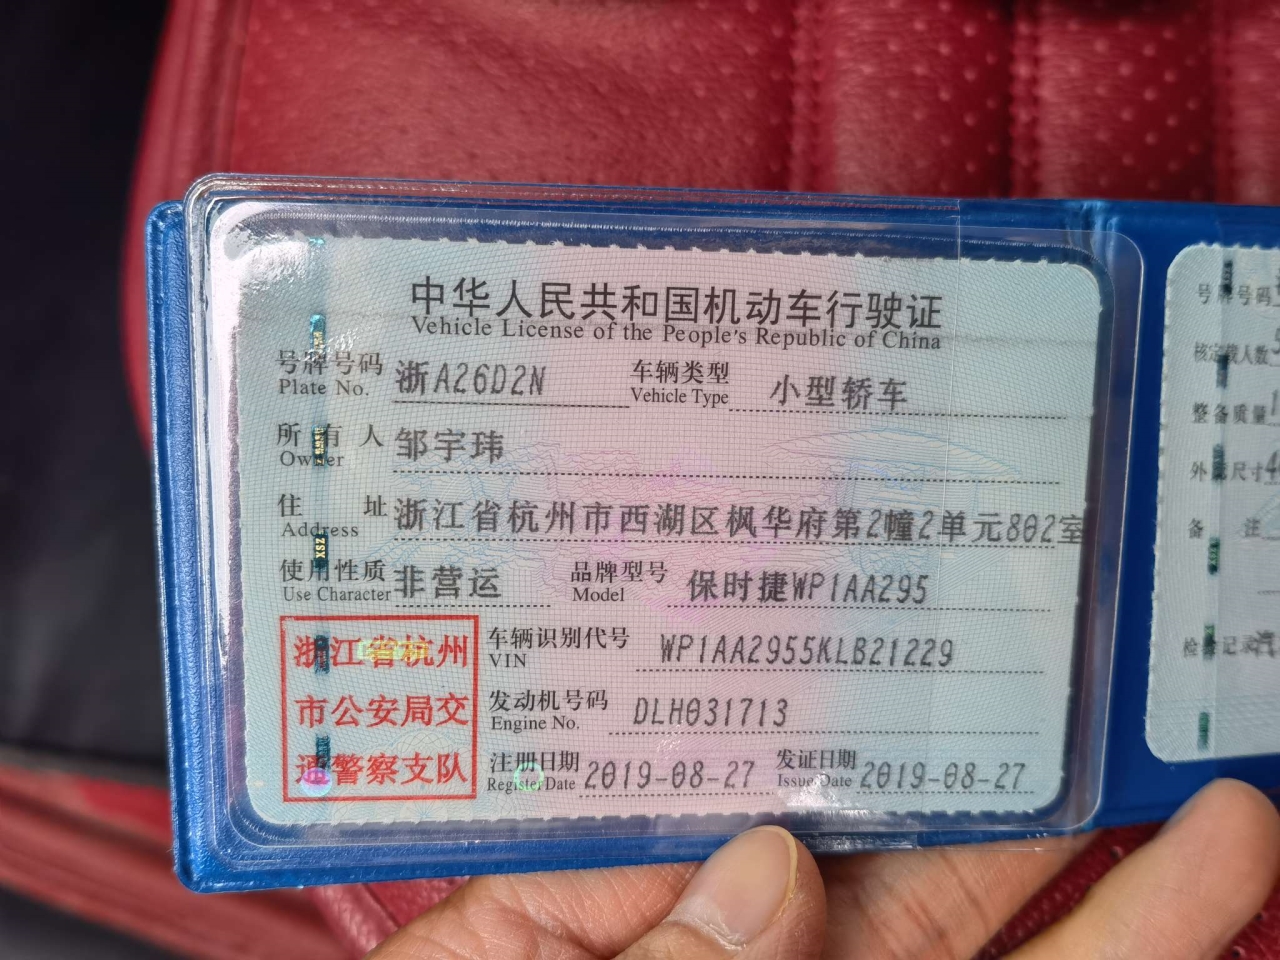 中华人民共和国机动车行驶证
Vehicle License of the People's Republic of China
号牌号码 浙A26D2N 车辆类型 小型轿车
Plate No. Vehicle Type
所有人 邹宇玮
Owner
住址 浙江省杭州市西湖区枫华府第2幢2单元802室
Address
使用性质 非营运 品牌型号 保时捷WP1AA295
Use Character Model
浙江省杭州
市公安局交
通警察支队
车辆识别代号 WP1AA2955KLB21229
VIN
发动机号码 DLH031713
Engine No.
注册日期 2019-08-27 发证日期 2019-08-27
Register Date Issue Date
号牌号码
核定载人数
整备质量
外廓尺寸
备注
检验记录
XSZ